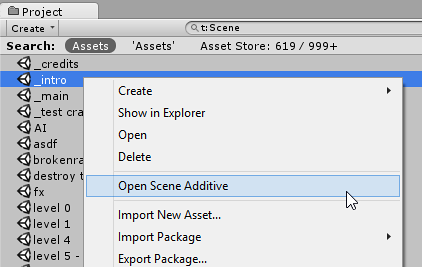 Project
Create
t:Scene
Search: Assets 'Assets' Asset Store: 619 / 999+
_credits
_intro
_main
_test cra
AI
asdf
brokenra
destroy t
fx
level 0
level 1
level 4
level 5 -
Create
Show in Explorer
Open
Delete
Open Scene Additive
Import New Asset...
Import Package
Export Package...